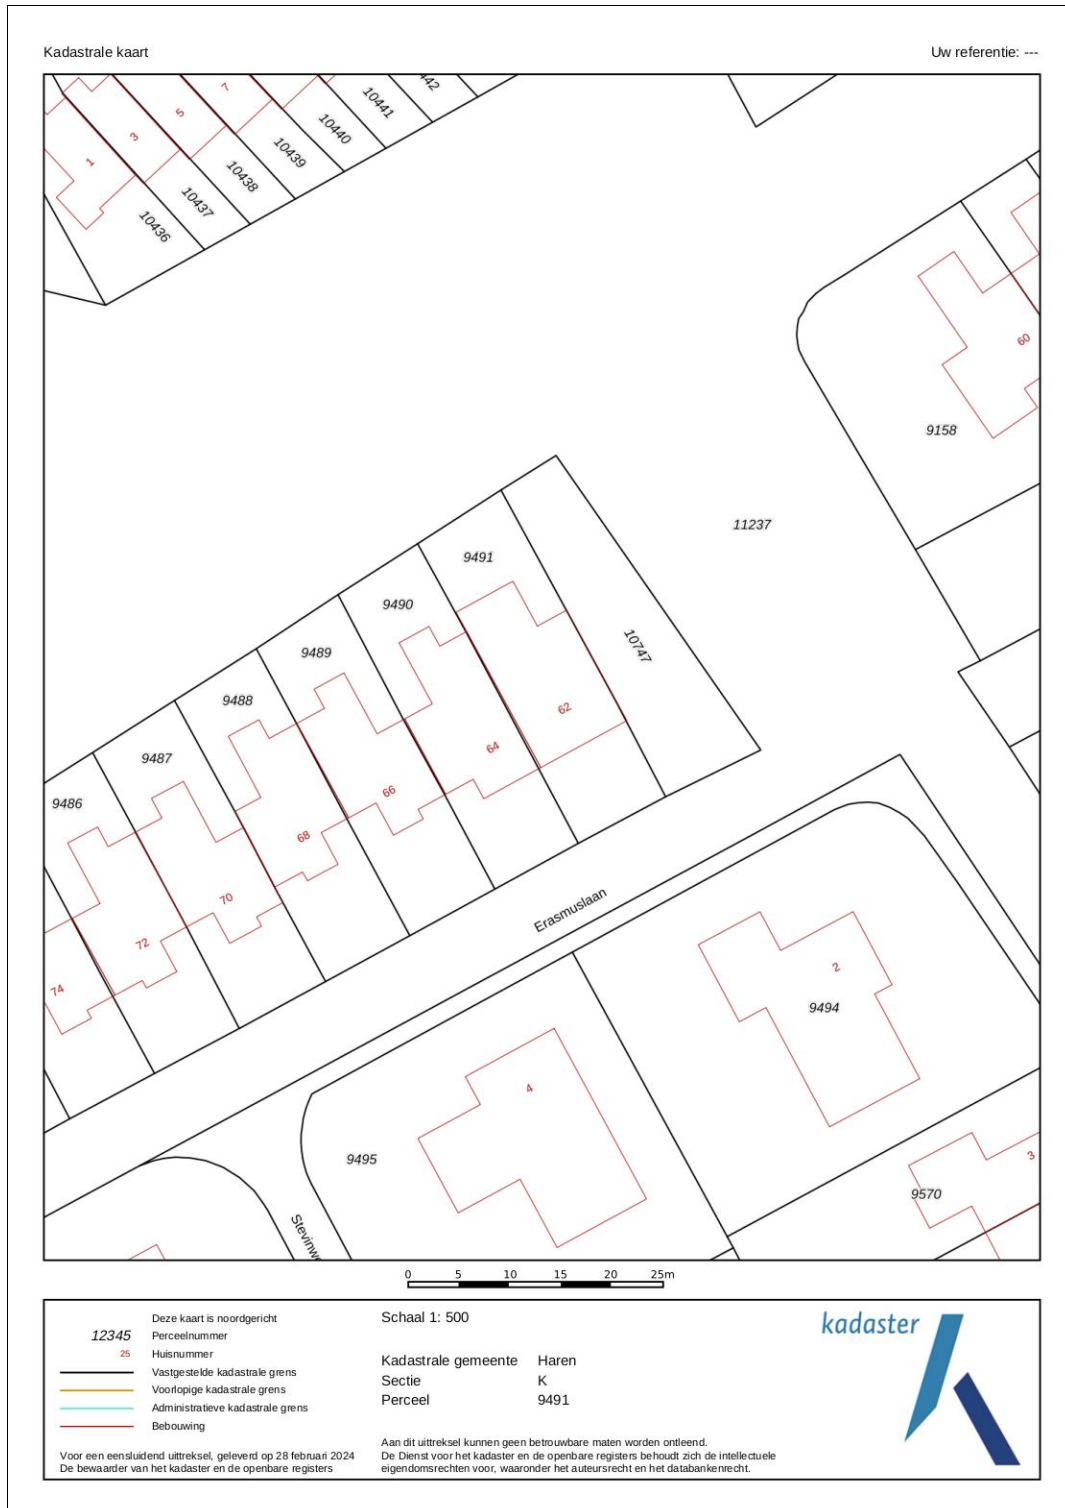 Kadastrale kaart
Uw referentie: ---
1
3
5
7
10436
10437
10438
10439
10440
10441
60
9158
11237
9491
9490
9489
9488
9487
9486
10747
62
64
66
68
70
72
74
Erasmuslaan
2
9494
4
9495
3
9570
0 5 10 15 20 25m
Deze kaart is noordgericht
12345 Perceelnummer
25 Huisnummer
Vastgestelde kadastrale grens
Voorlopige kadastrale grens
Administratieve kadastrale grens
Bebouwing
Voor een eensluidend uittreksel, geleverd op 28 februari 2024
De bewaarder van het kadaster en de openbare registers
Schaal 1: 500
Kadastrale gemeente Haren
Sectie K
Perceel 9491
Aan dit uittreksel kunnen geen betrouwbare maten worden ontleend.
De Dienst voor het kadaster en de openbare registers behoudt zich de intellectuele
eigendomsrechten voor, waaronder het auteursrecht en het databankenrecht.
kadaster